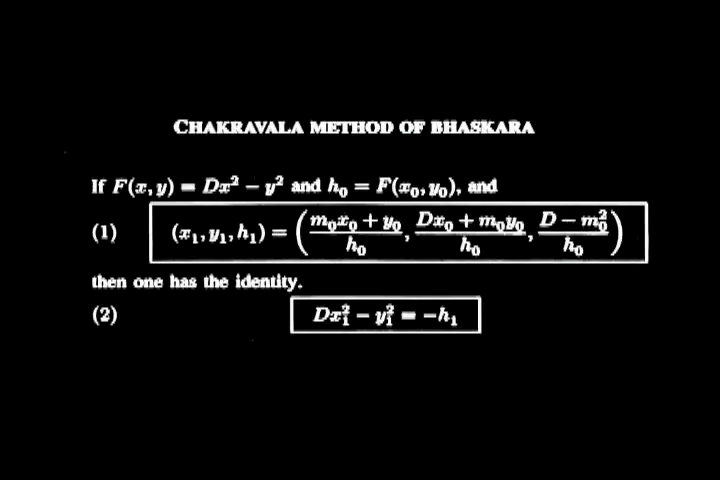 CHAKRAVALA METHOD OF BHASKARA
If F(x, y) = Dx² − y² and h₀ = F(x₀, y₀), and
(1) (x₁, y₁, h₁) = ( (m₀x₀ + y₀)/h₀, (Dx₀ + m₀y₀)/h₀, (D − m₀²)/h₀ )
then one has the identity.
(2) Dx₁² − y₁² = −h₁